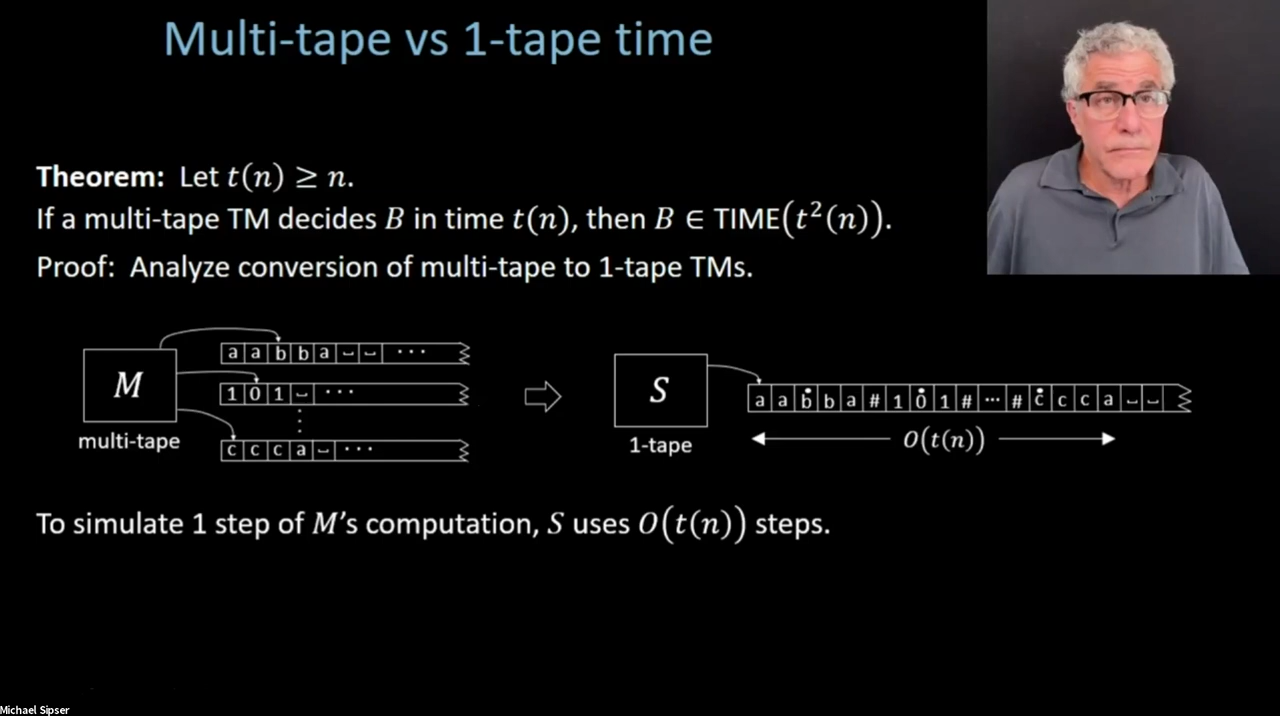 Multi-tape vs 1-tape time
Theorem: Let t(n) ≥ n.
If a multi-tape TM decides B in time t(n), then B ∈ TIME(t²(n)).
Proof: Analyze conversion of multi-tape to 1-tape TMs.
M
multi-tape
a a b b a ˽ ˽ ···
1 0 1 ˽ ···
⋮
c c c a ˽ ···
S
1-tape
a a ḃ b a # 1 0̇ 1 # ··· # ċ c c a ˽ ˽
O(t(n))
To simulate 1 step of M's computation, S uses O(t(n)) steps.
Michael Sipser